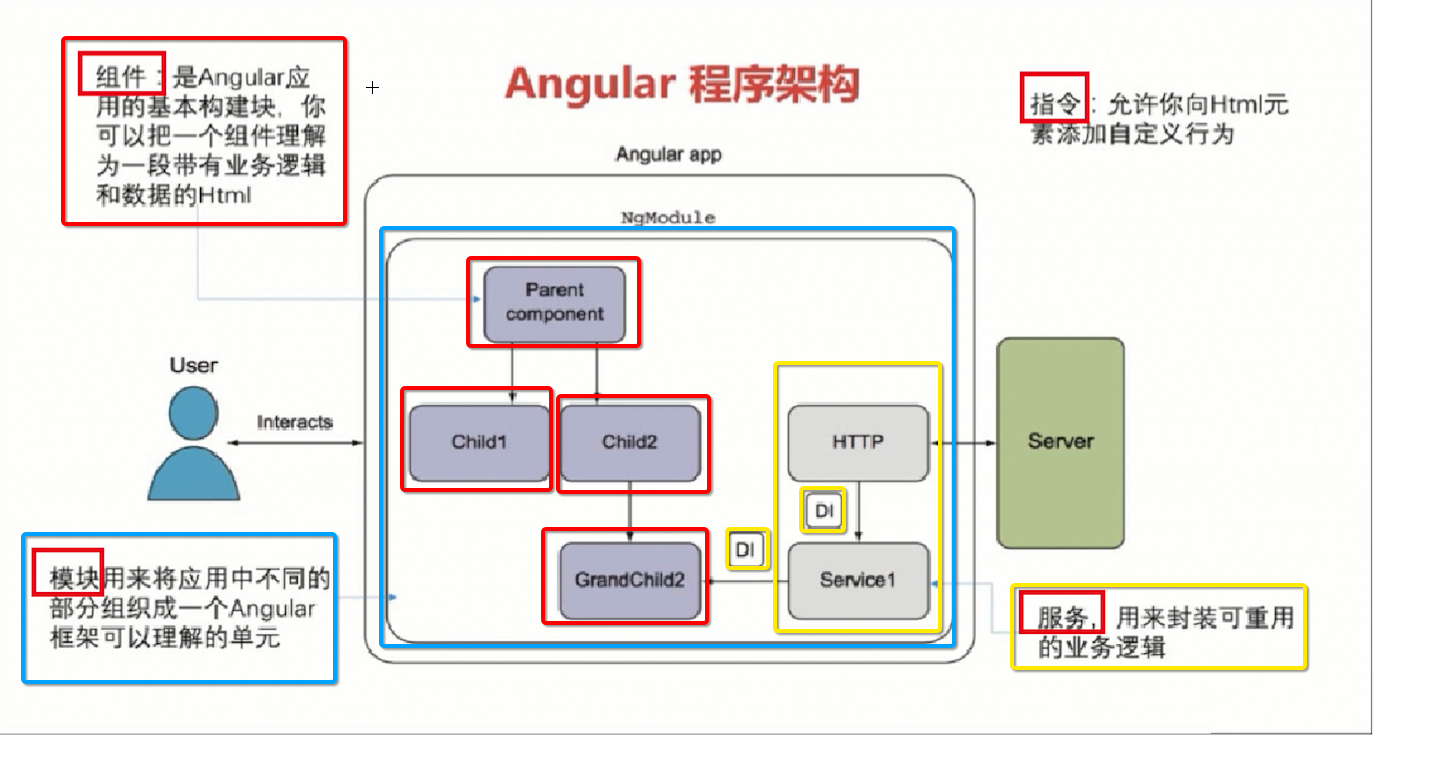 Angular 程序架构
组件：是Angular应
用的基本构建块，你
可以把一个组件理解
为一段带有业务逻辑
和数据的Html
指令：允许你向Html元
素添加自定义行为
Angular app
NgModule
Parent
component
User
Interacts
Child1
Child2
HTTP
Server
DI
DI
GrandChild2
Service1
模块用来将应用中不同的
部分组织成一个Angular
框架可以理解的单元
服务，用来封装可重用
的业务逻辑